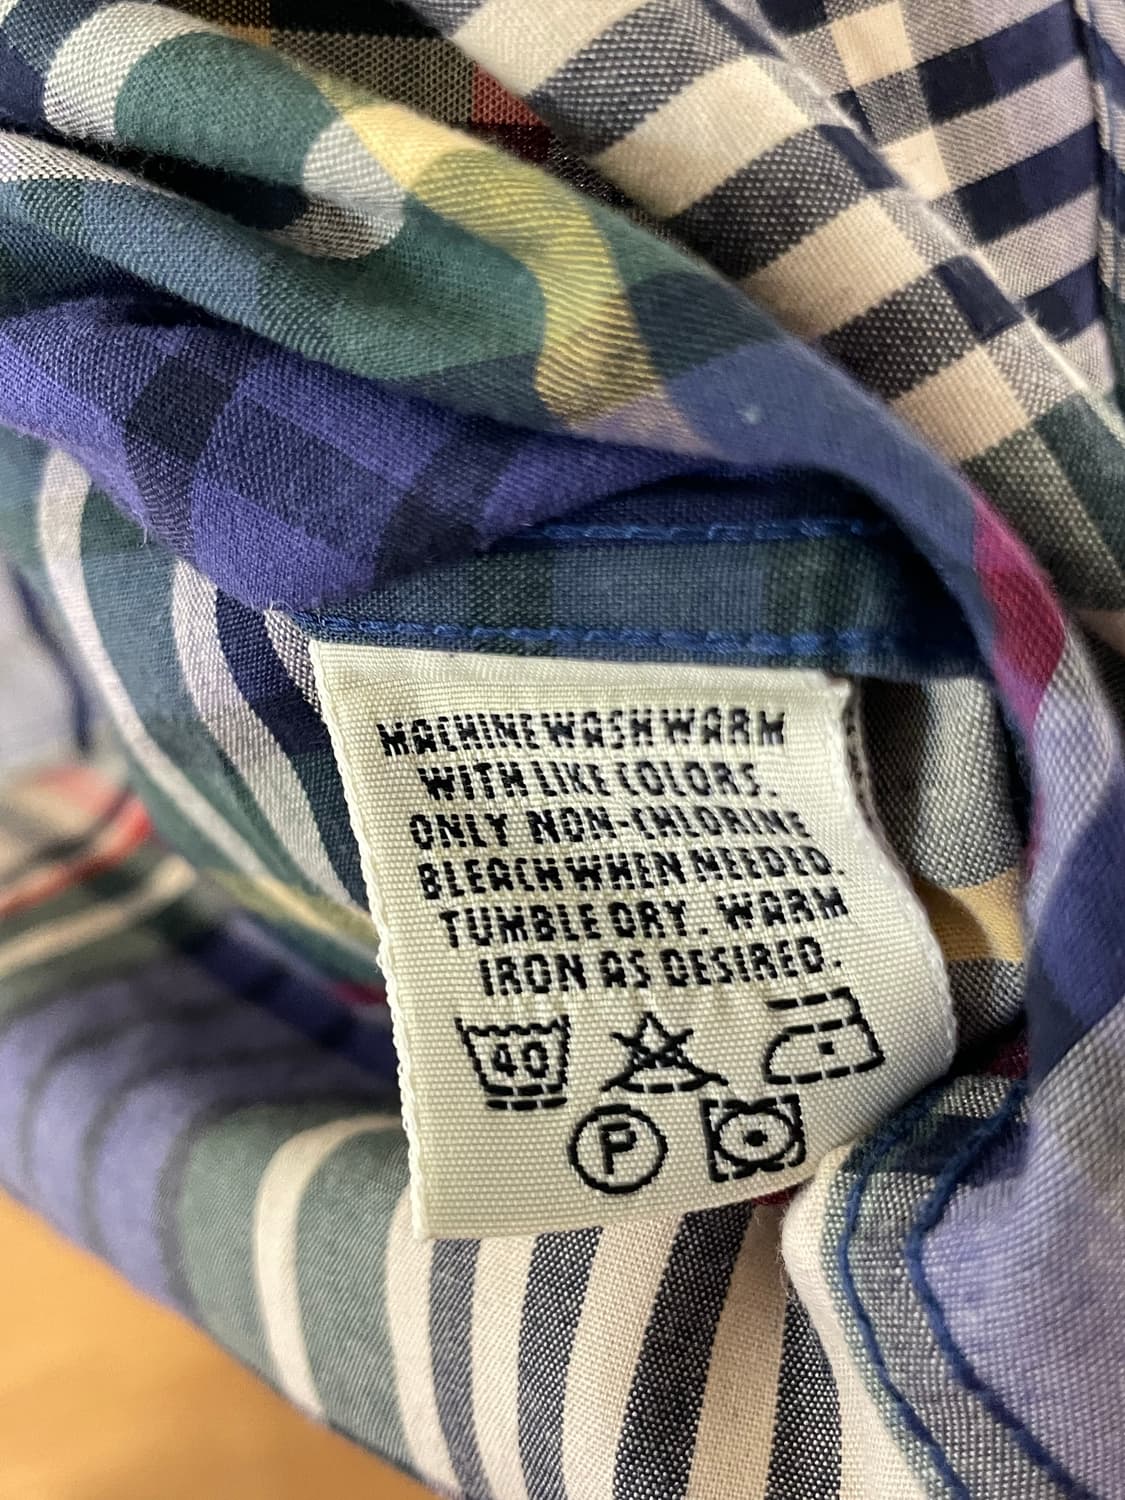 MACHINE WASH WARM
WITH LIKE COLORS.
ONLY NON-CHLORINE
BLEACH WHEN NEEDED.
TUMBLE DRY. WARM
IRON AS DESIRED.
40
P